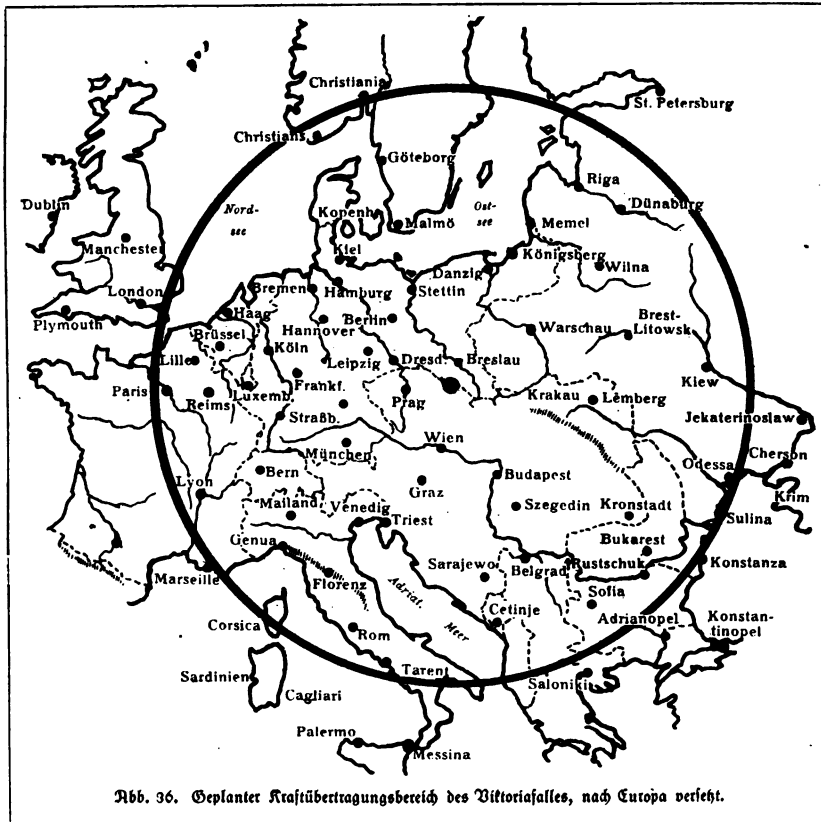 Christiania
St. Petersburg
Christians
Göteborg
Riga
Dünaburg
Dublin
Nord-
see
Kopenh.
Malmö
Ost-
see
Memel
Manchester
Kiel
Danzig
Königsberg
Wilna
London
Bremen
Hamburg
Stettin
Plymouth
Haag
Hannover
Berlin
Warschau
Brest-
Litowsk
Brüssel
Köln
Lille
Leipzig
Dresd.
Breslau
Kiew
Paris
Reims
Luxemb.
Frankf.
Prag
Krakau
Lemberg
Jekaterinoslaw
Straßb.
Wien
München
Cherson
Odessa
Lyon
Bern
Budapest
Krim
Graz
Mailand
Venedig
Triest
Szegedin
Kronstadt
Sulina
Genua
Bukarest
Marseille
Florenz
Sarajewo
Belgrad
Rustschuk
Konstanza
Adriat.
Meer
Cetinje
Sofia
Adrianopel
Konstan-
tinopel
Corsica
Rom
Sardinien
Cagliari
Tarent
Saloniki
Palermo
Messina
Abb. 36. Geplanter Kraftübertragungsbereich des Viktoriafalles, nach Europa versetzt.